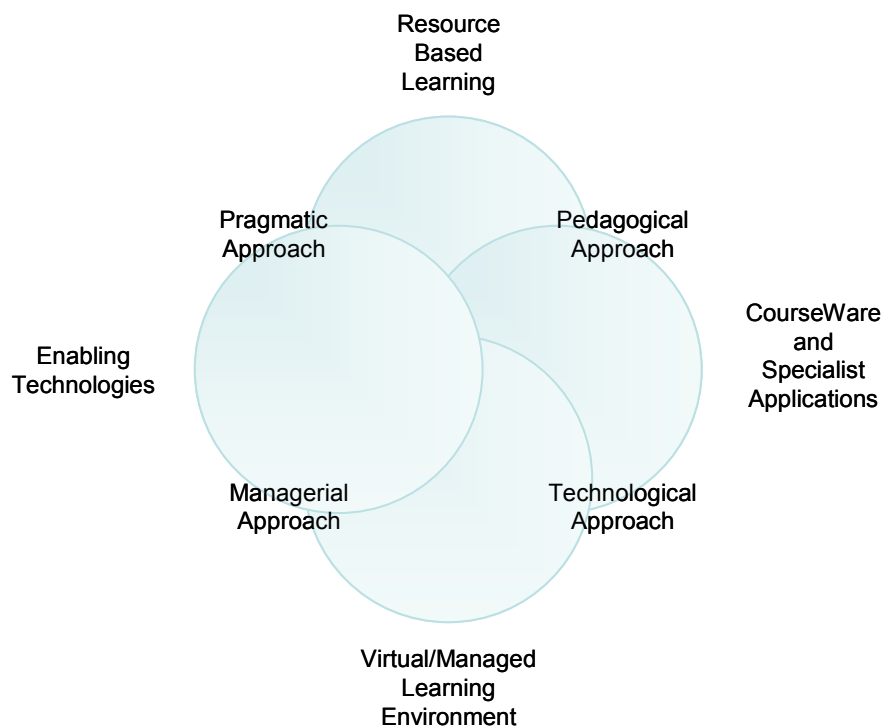 Resource
Based
Learning
Pragmatic
Approach
Pedagogical
Approach
Enabling
Technologies
CourseWare
and
Specialist
Applications
Managerial
Approach
Technological
Approach
Virtual/Managed
Learning
Environment